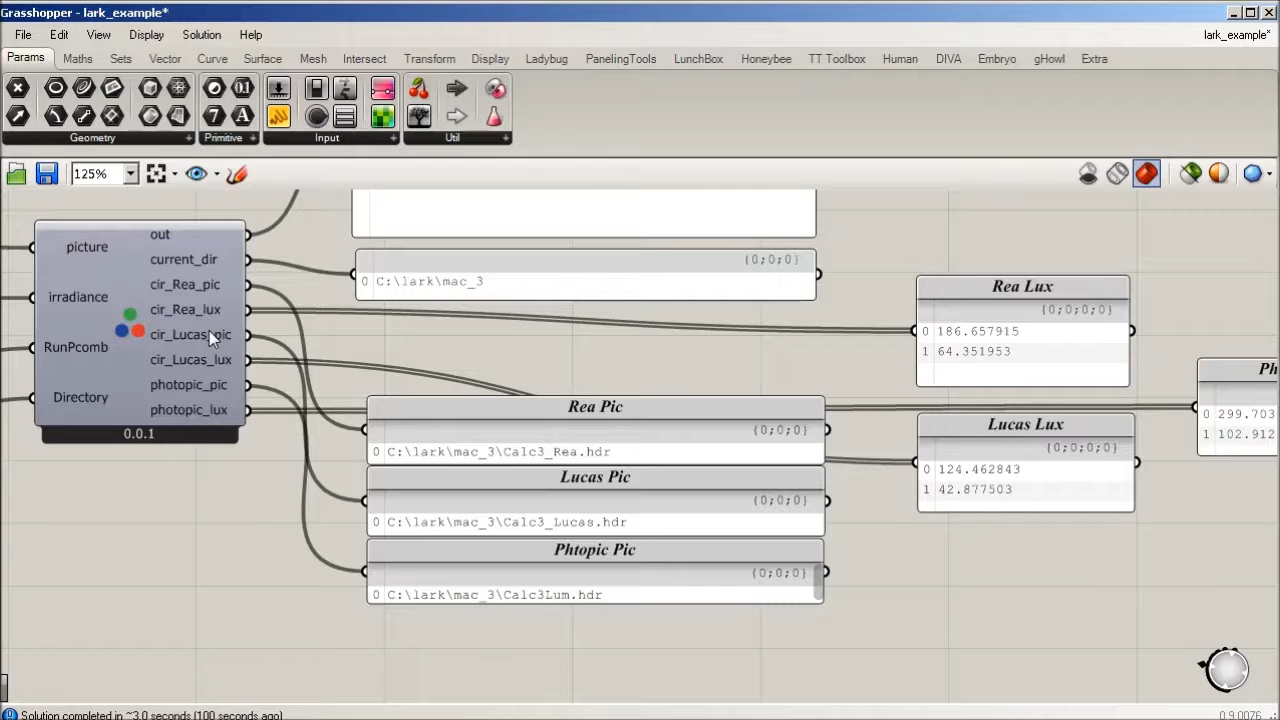 Grasshopper - lark_example*
File Edit View Display Solution Help lark_example*
Params Maths Sets Vector Curve Surface Mesh Intersect Transform Display Ladybug PanelingTools LunchBox Honeybee TT Toolbox Human DIVA Embryo gHowl Extra
Geometry Primitive Input Util
125%
picture
irradiance
RunPcomb
Directory
out
current_dir
cir_Rea_pic
cir_Rea_lux
cir_Lucas_pic
cir_Lucas_lux
photopic_pic
photopic_lux
0.0.1
{0;0;0}
0 C:\lark\mac_3
Rea Pic
{0;0;0}
0 C:\lark\mac_3\Calc3_Rea.hdr
Lucas Pic
{0;0;0}
0 C:\lark\mac_3\Calc3_Lucas.hdr
Phtopic Pic
{0;0;0}
0 C:\lark\mac_3\Calc3Lum.hdr
Rea Lux
{0;0;0;0}
0 186.657915
1 64.351953
Lucas Lux
{0;0;0;0}
0 124.462843
1 42.877503
Ph
0 299.703
1 102.912
Solution completed in ~3.0 seconds (100 seconds ago) 0.9.0076